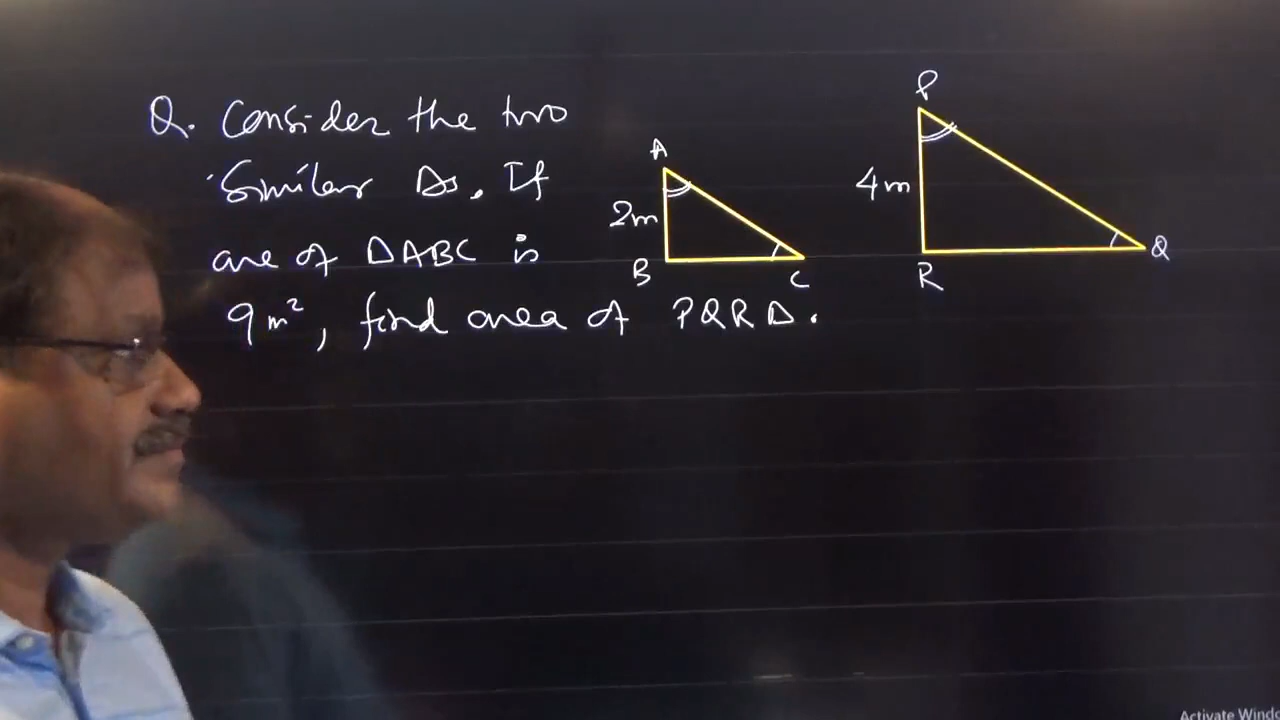 Q. Consider the two
Similar Δs. If
are of ΔABC is
9m², find area of PQRΔ.
A
2m
B
C
P
4m
R
Q
Activate Windo